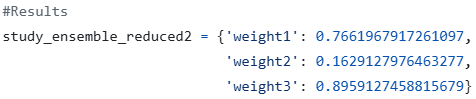 #Results
study_ensemble_reduced2 = {'weight1': 0.7661967917261097,
'weight2': 0.1629127976463277,
'weight3': 0.8959127458815679}